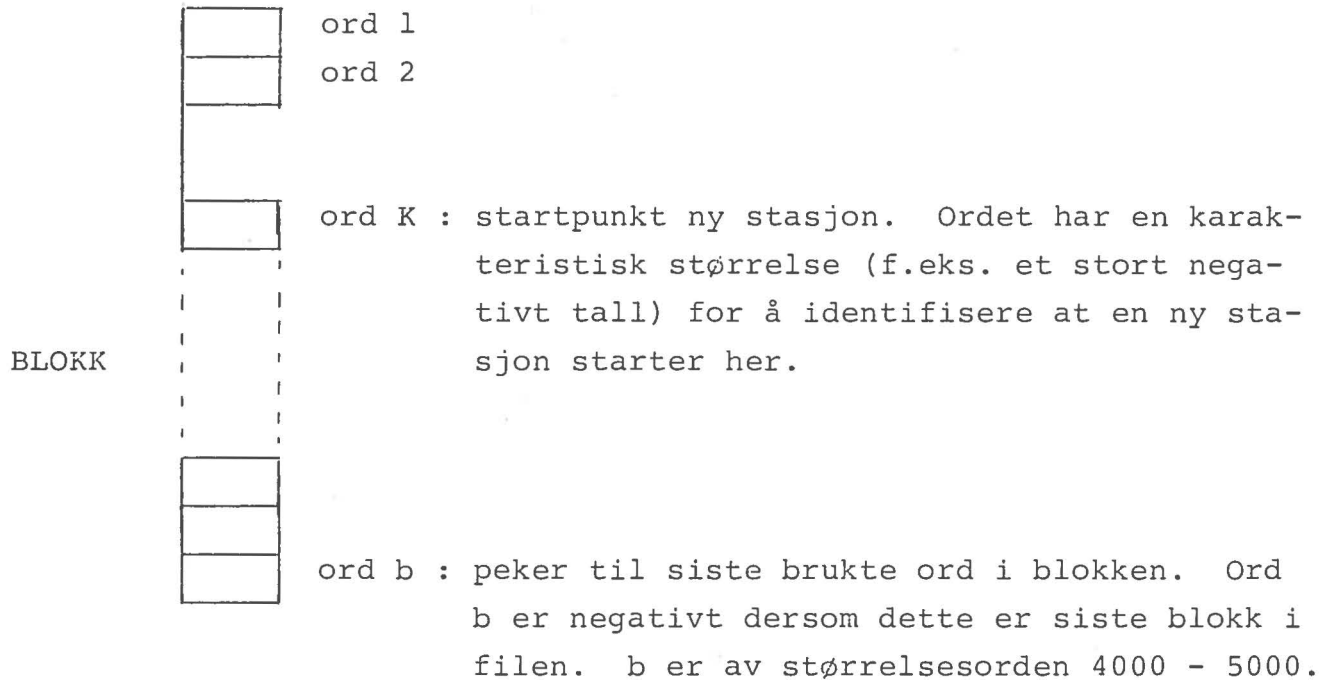 ord 1
ord 2
ord K : startpunkt ny stasjon. Ordet har en karak-
teristisk størrelse (f.eks. et stort nega-
tivt tall) for å identifisere at en ny sta-
sjon starter her.
BLOKK
ord b : peker til siste brukte ord i blokken. Ord
b er negativt dersom dette er siste blokk i
filen. b er av størrelsesorden 4000 - 5000.